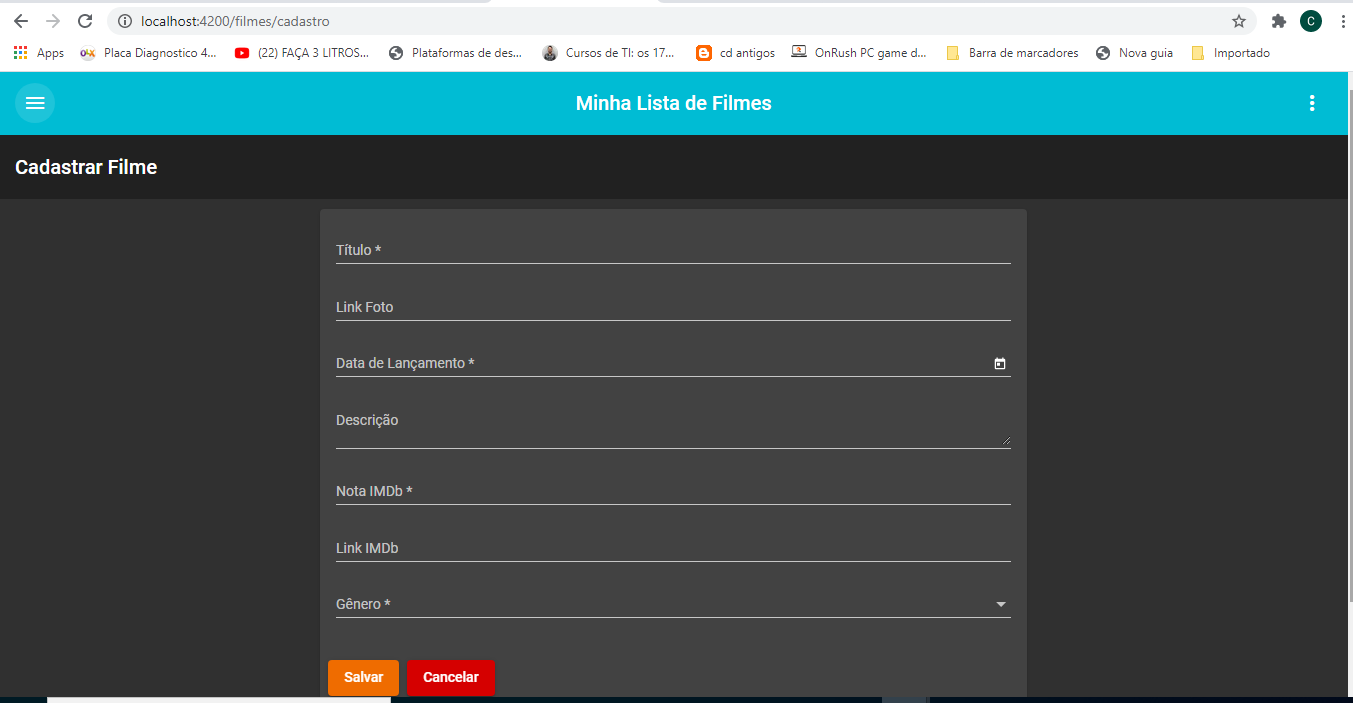 localhost:4200/filmes/cadastro
C
Apps
Placa Diagnostico 4...
(22) FAÇA 3 LITROS...
Plataformas de des...
Cursos de TI: os 17...
cd antigos
OnRush PC game d...
Barra de marcadores
Nova guia
Importado
Minha Lista de Filmes
Cadastrar Filme
Título *
Link Foto
Data de Lançamento *
Descrição
Nota IMDb *
Link IMDb
Gênero *
Salvar
Cancelar